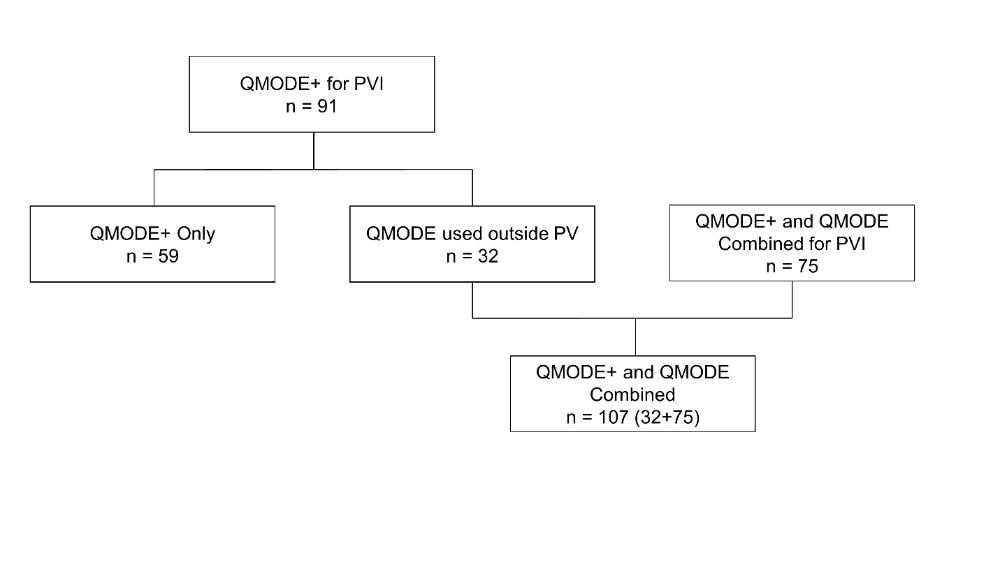 QMODE+ for PVI
n = 91
QMODE+ Only
n = 59
QMODE used outside PV
n = 32
QMODE+ and QMODE
Combined for PVI
n = 75
QMODE+ and QMODE
Combined
n = 107 (32+75)